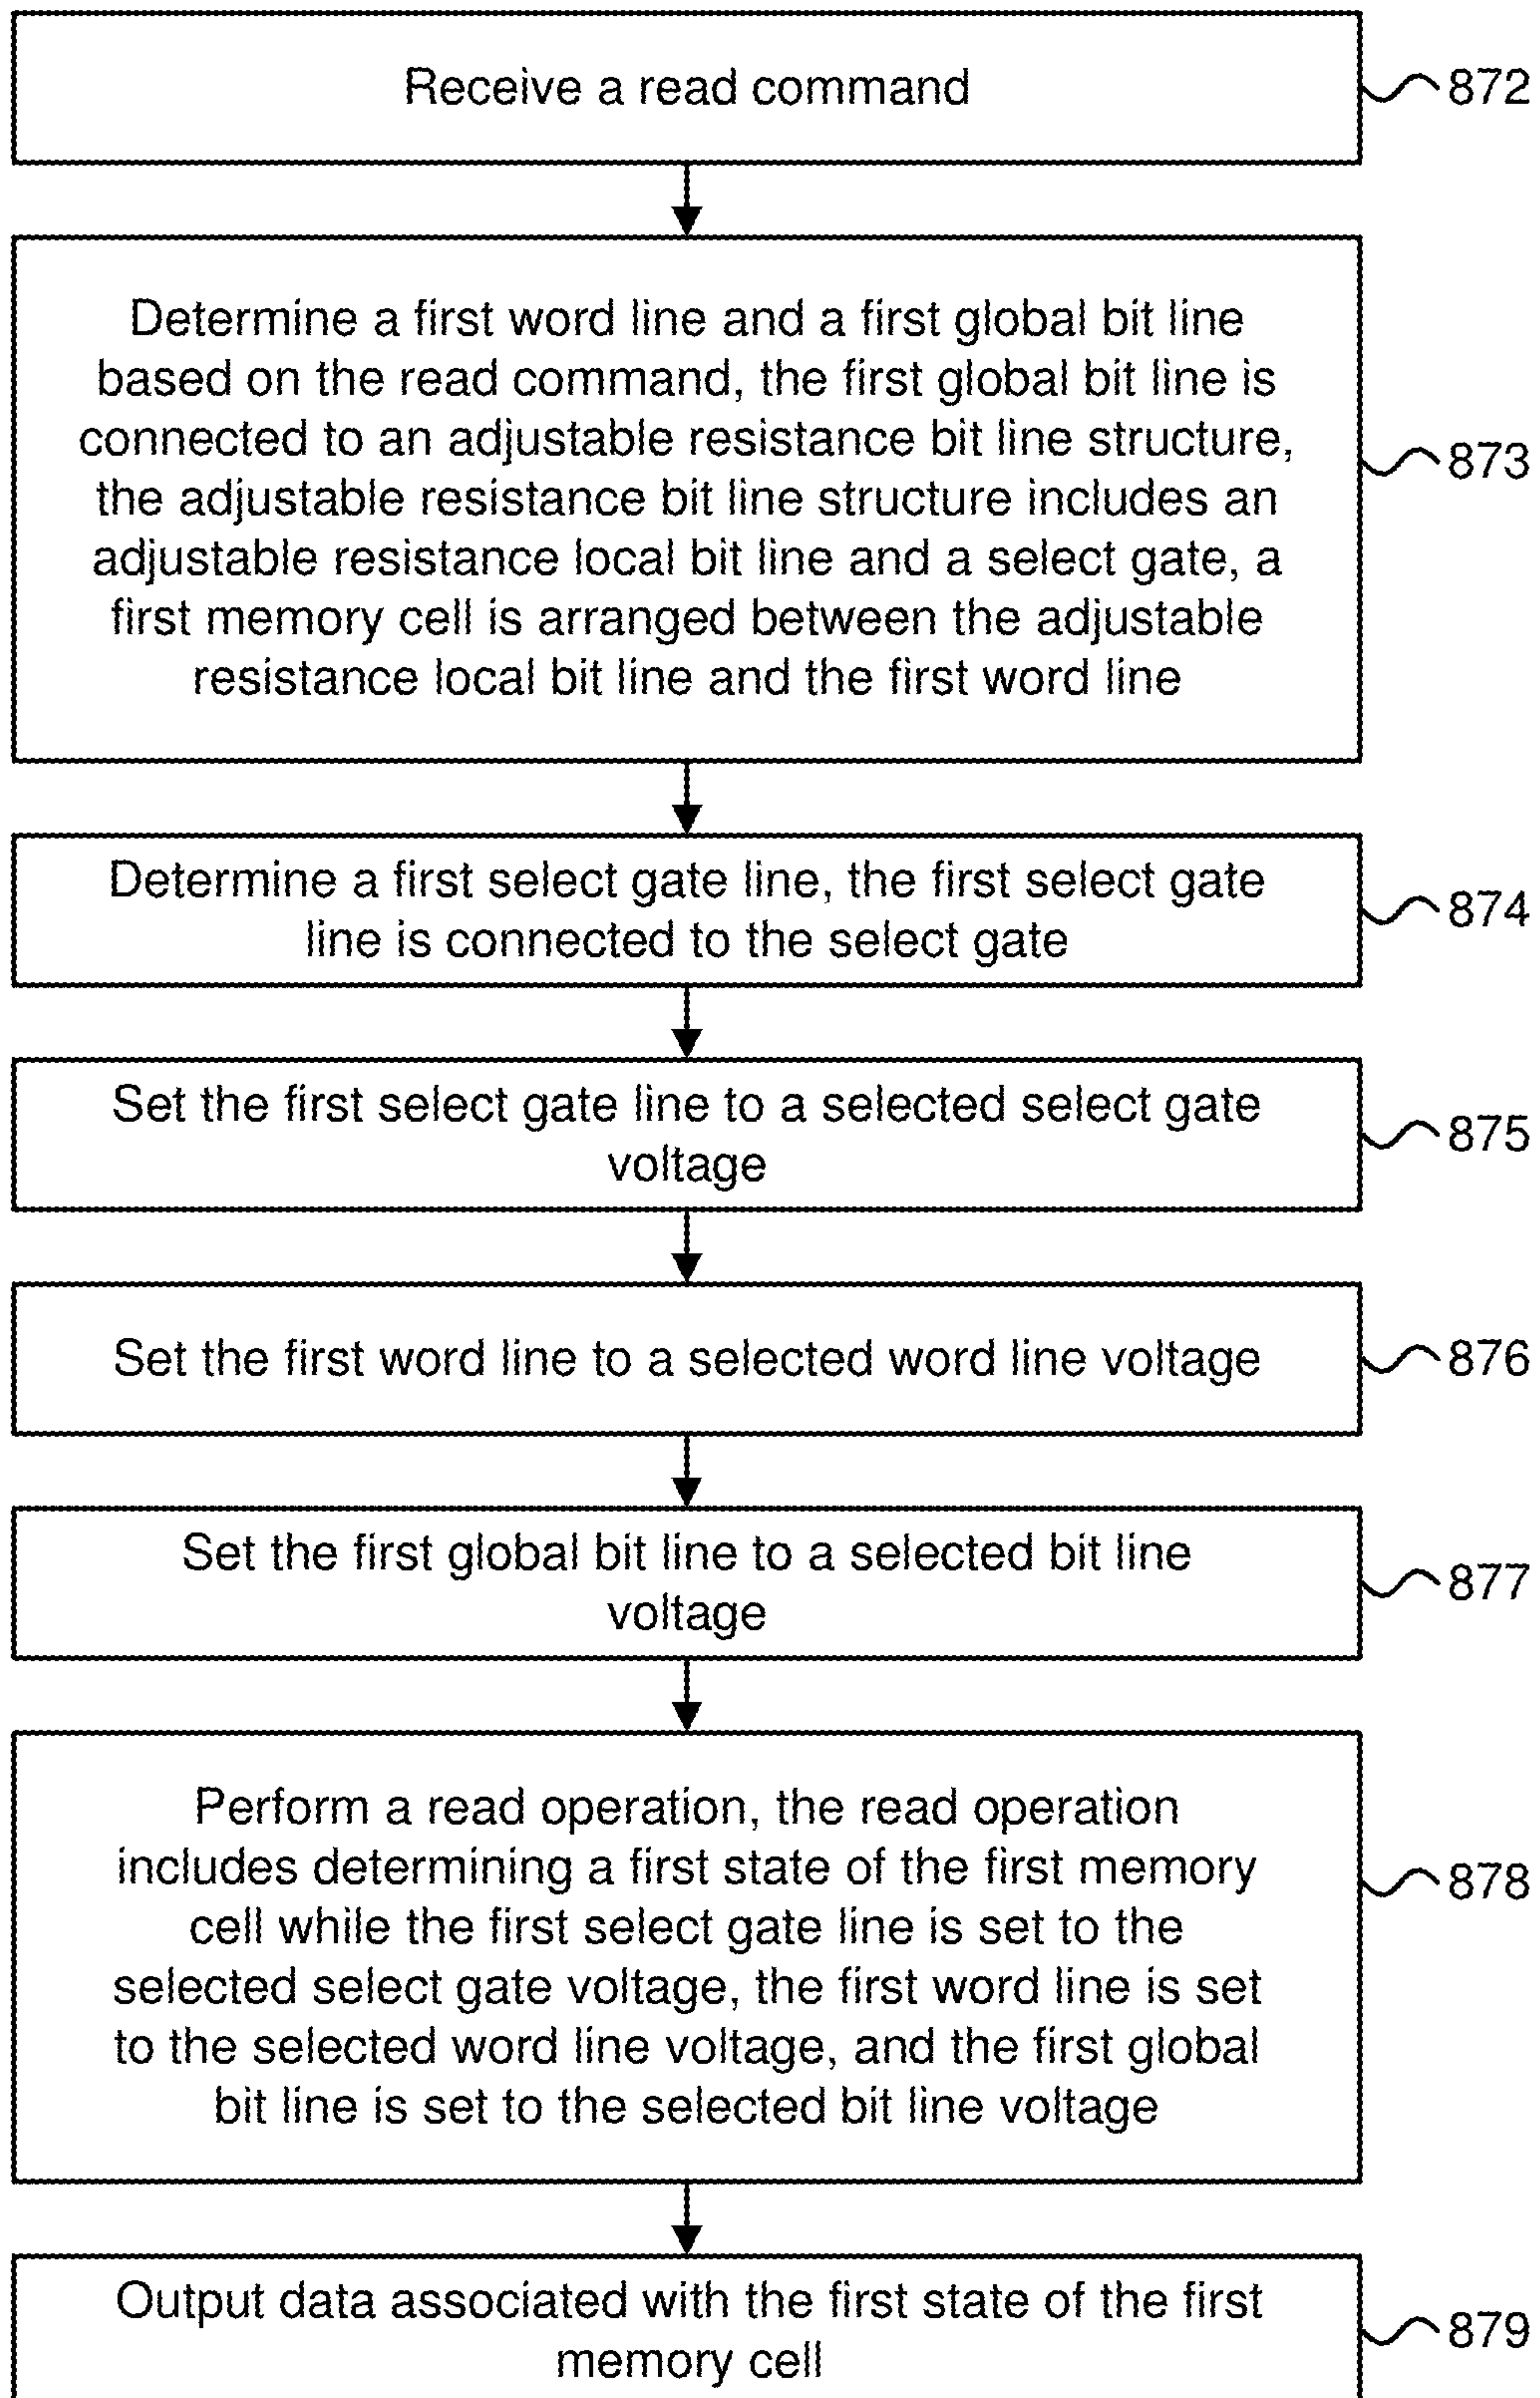 Receive a read command
872
Determine a first word line and a first global bit line
based on the read command, the first global bit line is
connected to an adjustable resistance bit line structure,
the adjustable resistance bit line structure includes an
adjustable resistance local bit line and a select gate, a
first memory cell is arranged between the adjustable
resistance local bit line and the first word line
873
Determine a first select gate line, the first select gate
line is connected to the select gate
874
Set the first select gate line to a selected select gate
voltage
875
Set the first word line to a selected word line voltage
876
Set the first global bit line to a selected bit line
voltage
877
Perform a read operation, the read operation
includes determining a first state of the first memory
cell while the first select gate line is set to the
selected select gate voltage, the first word line is set
to the selected word line voltage, and the first global
bit line is set to the selected bit line voltage
878
Output data associated with the first state of the first
memory cell
879